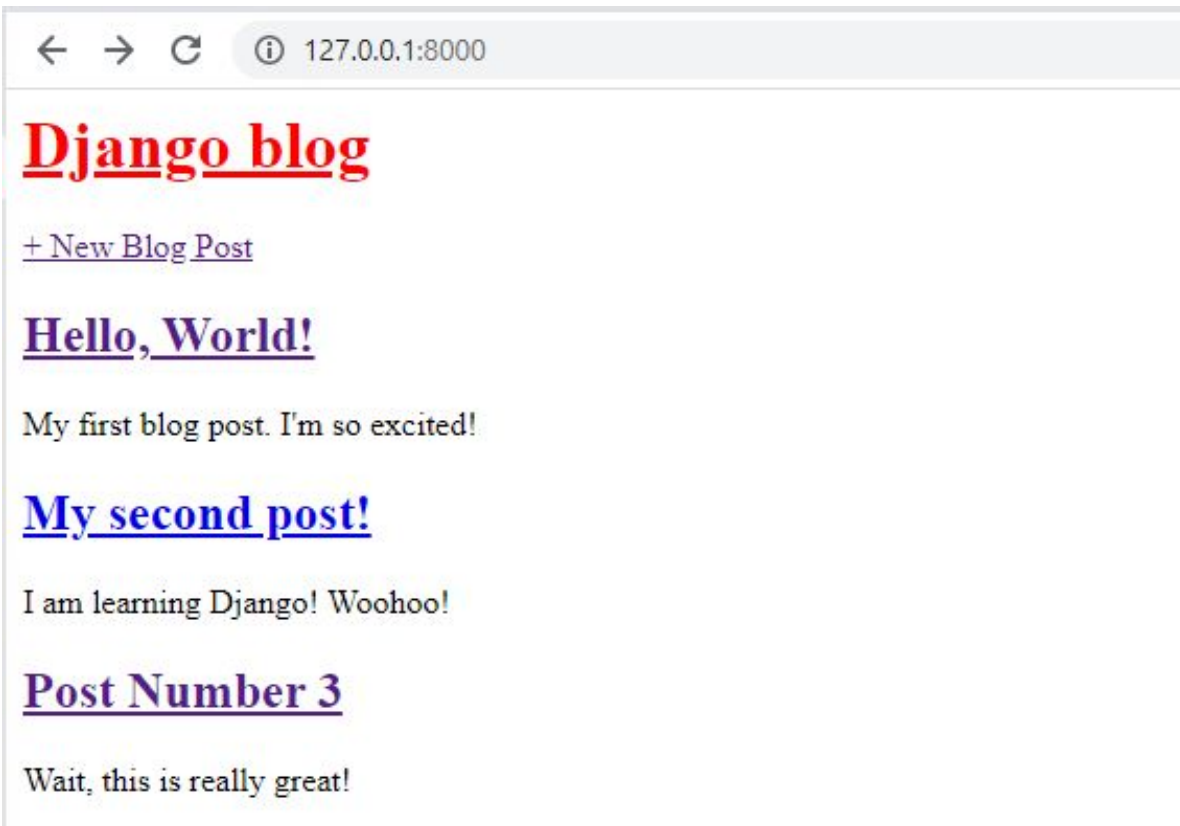 127.0.0.1:8000
Django blog
+ New Blog Post
Hello, World!
My first blog post. I'm so excited!
My second post!
I am learning Django! Woohoo!
Post Number 3
Wait, this is really great!